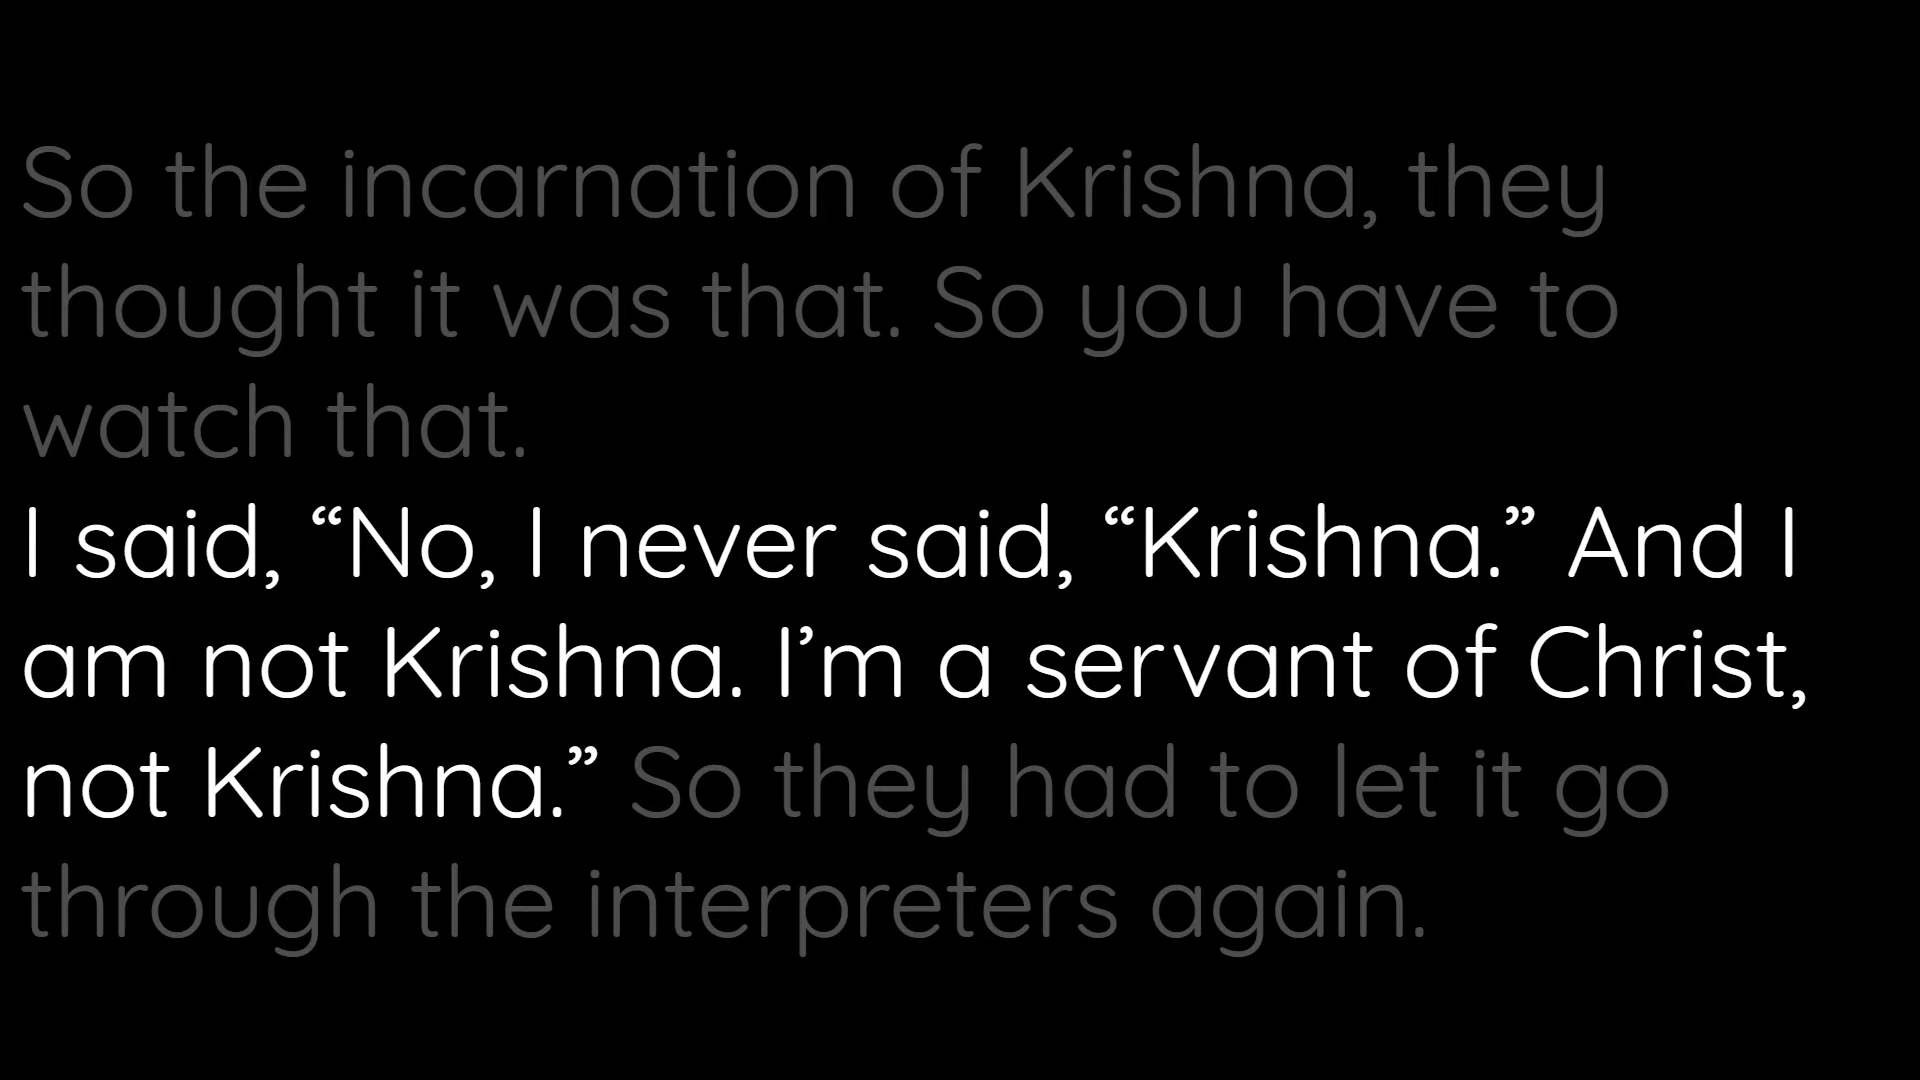 So the incarnation of Krishna, they
thought it was that. So you have to
watch that.
I said, “No, I never said, “Krishna.” And I
am not Krishna. I’m a servant of Christ,
not Krishna.” So they had to let it go
through the interpreters again.